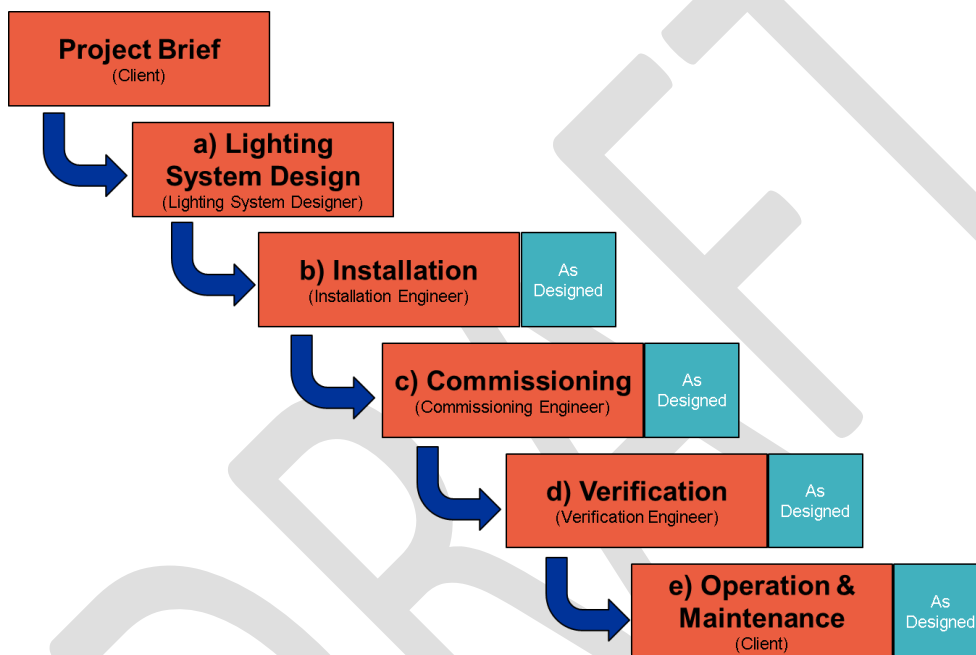 Project Brief
(Client)
a) Lighting
System Design
(Lighting System Designer)
b) Installation
(Installation Engineer)
As
Designed
c) Commissioning
(Commissioning Engineer)
As
Designed
d) Verification
(Verification Engineer)
As
Designed
e) Operation &
Maintenance
(Client)
As
Designed
DRAFT